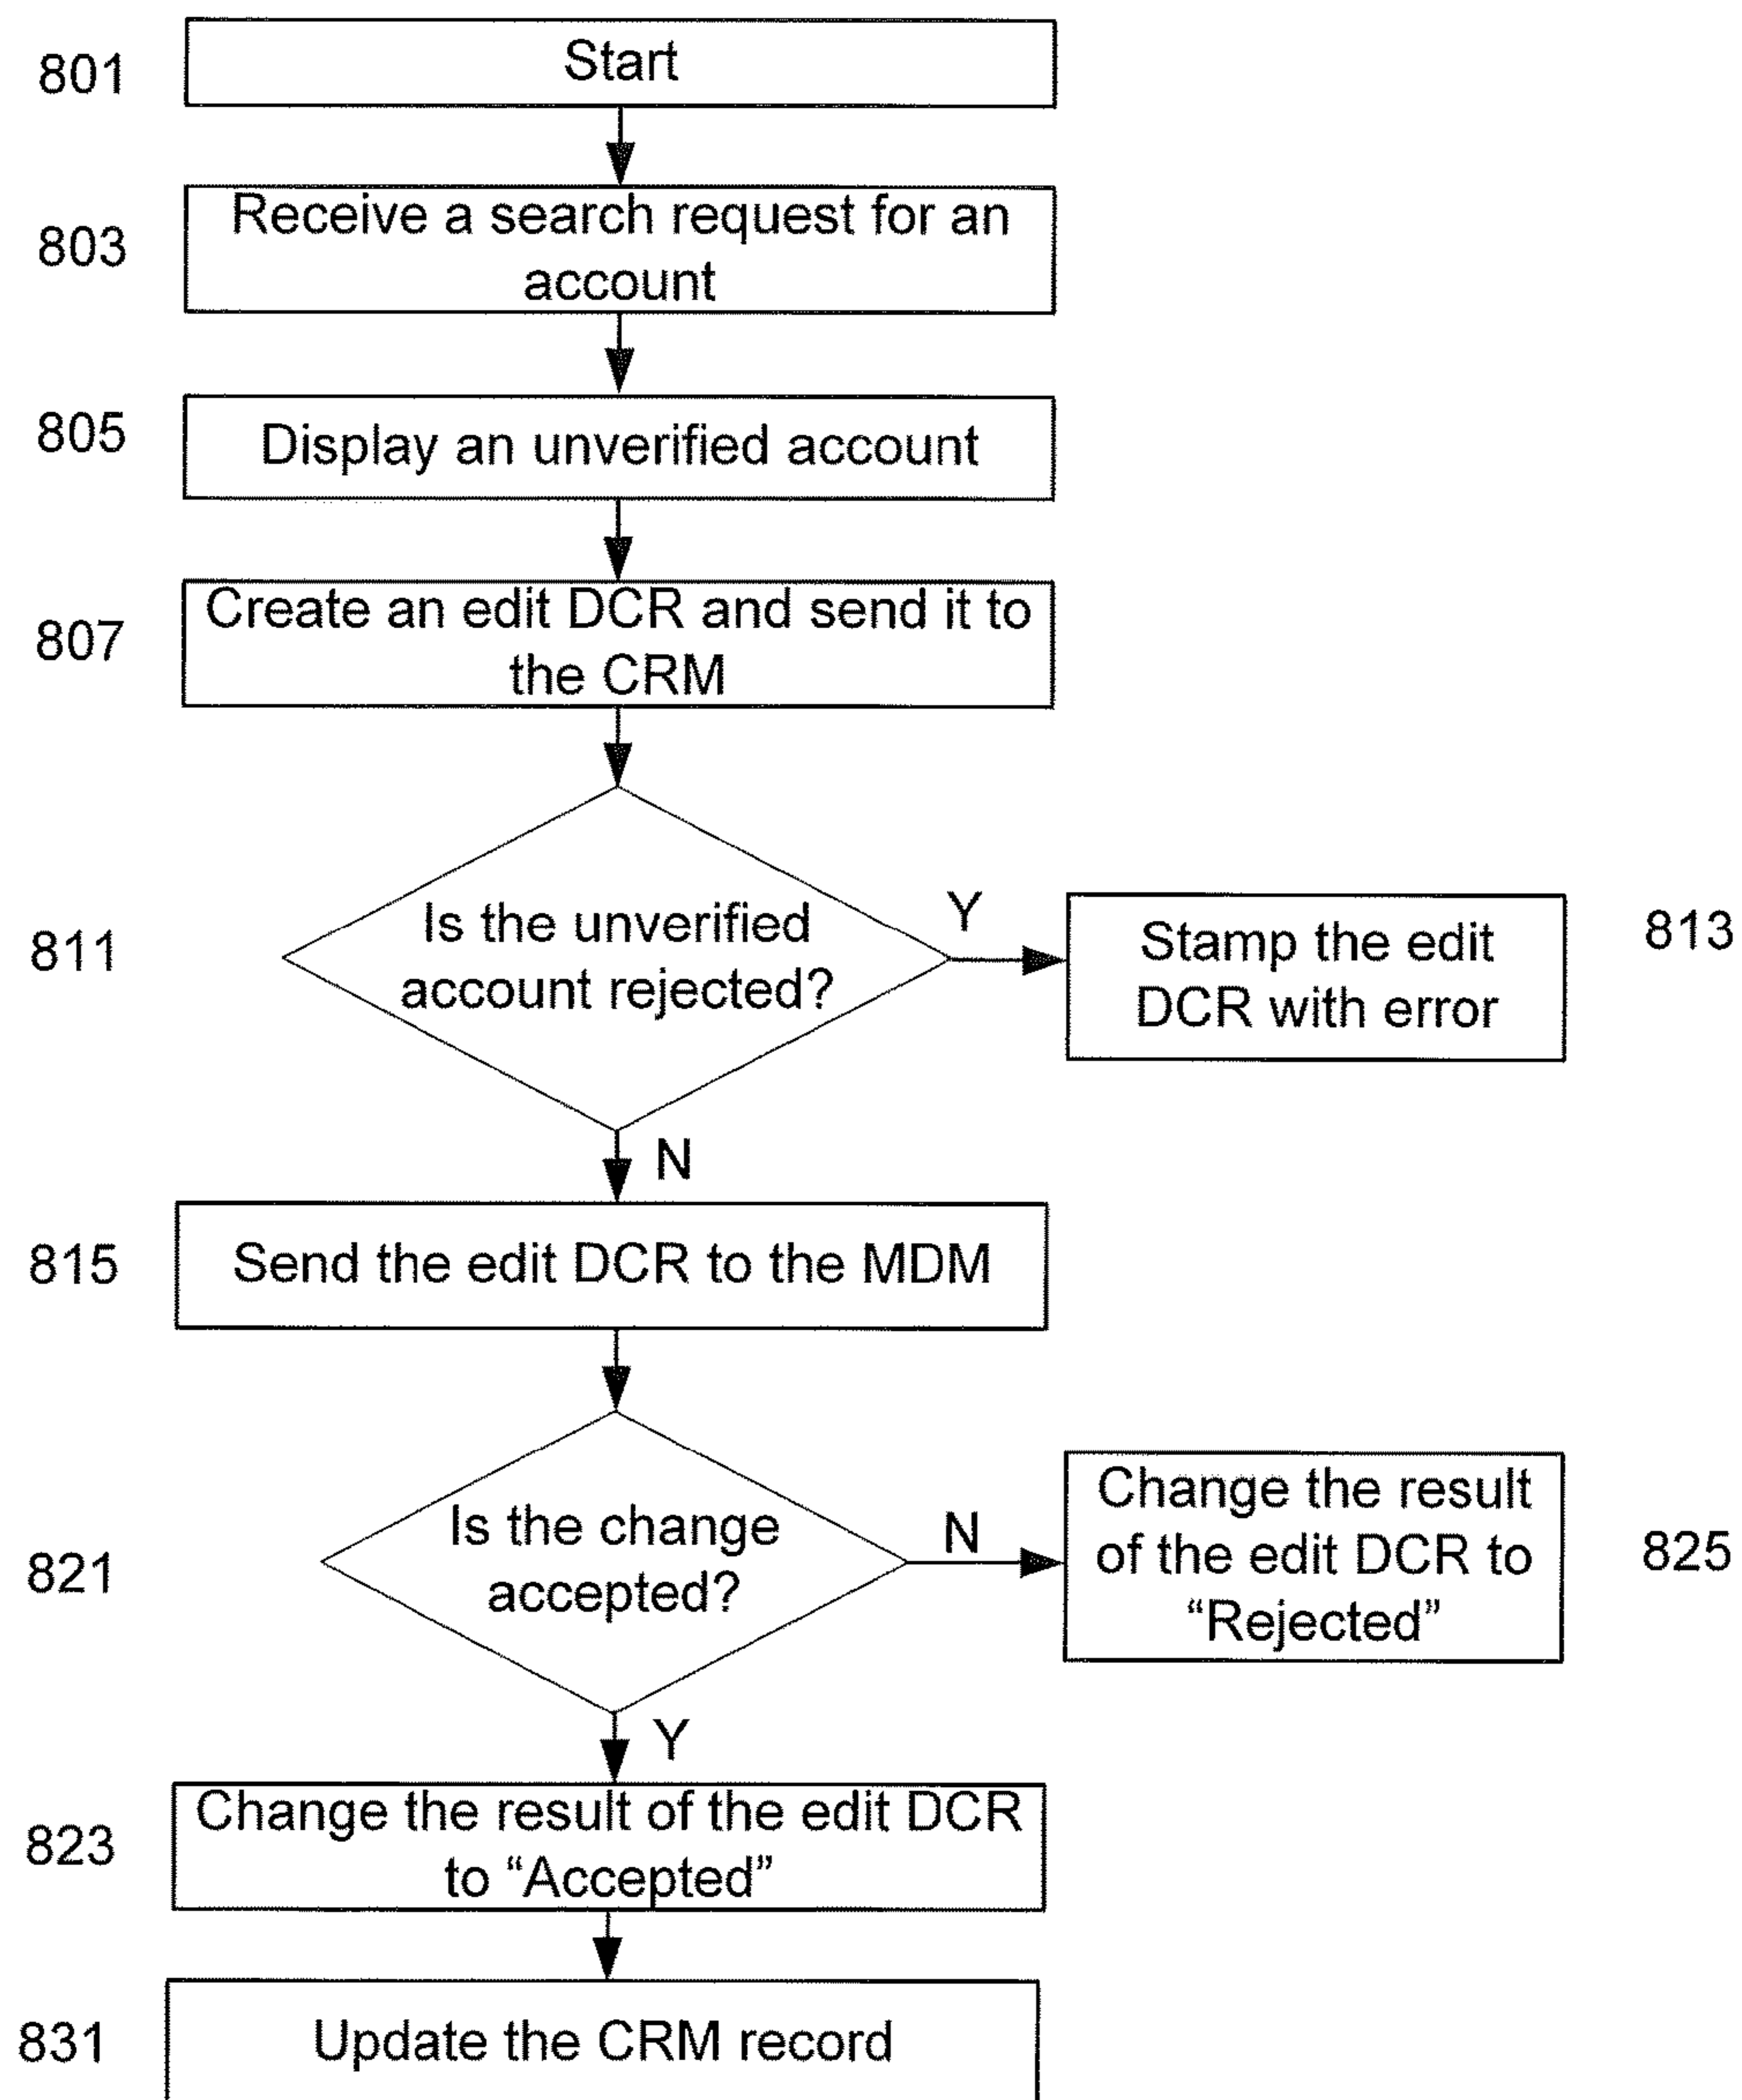 801
Start
803
Receive a search request for an
account
805
Display an unverified account
807
Create an edit DCR and send it to
the CRM
811
Is the unverified
account rejected?
Y
Stamp the edit
DCR with error
813
N
815
Send the edit DCR to the MDM
821
Is the change
accepted?
N
Change the result
of the edit DCR to
“Rejected”
825
Y
823
Change the result of the edit DCR
to “Accepted”
831
Update the CRM record